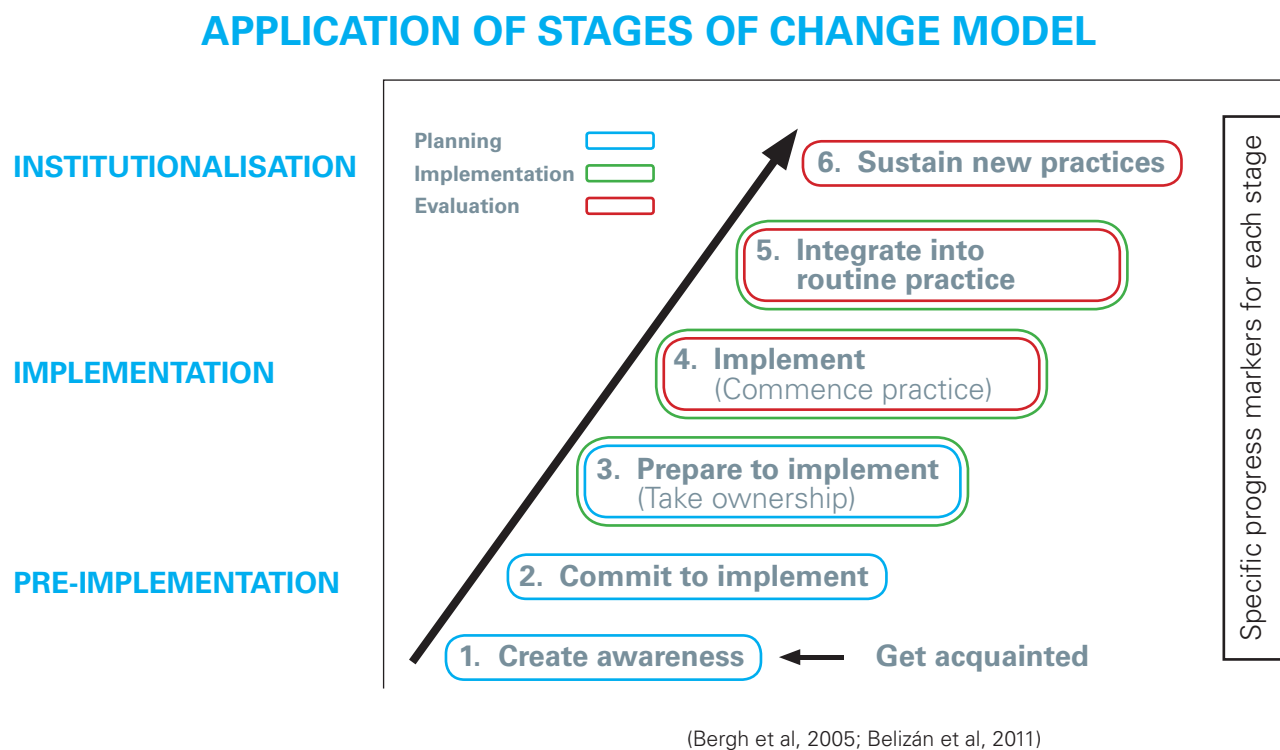 APPLICATION OF STAGES OF CHANGE MODEL
INSTITUTIONALISATION
IMPLEMENTATION
PRE-IMPLEMENTATION
Planning
Implementation
Evaluation
6. Sustain new practices
5. Integrate into
routine practice
4. Implement
(Commence practice)
3. Prepare to implement
(Take ownership)
2. Commit to implement
1. Create awareness
Get acquainted
Specific progress markers for each stage
(Bergh et al, 2005; Belizán et al, 2011)